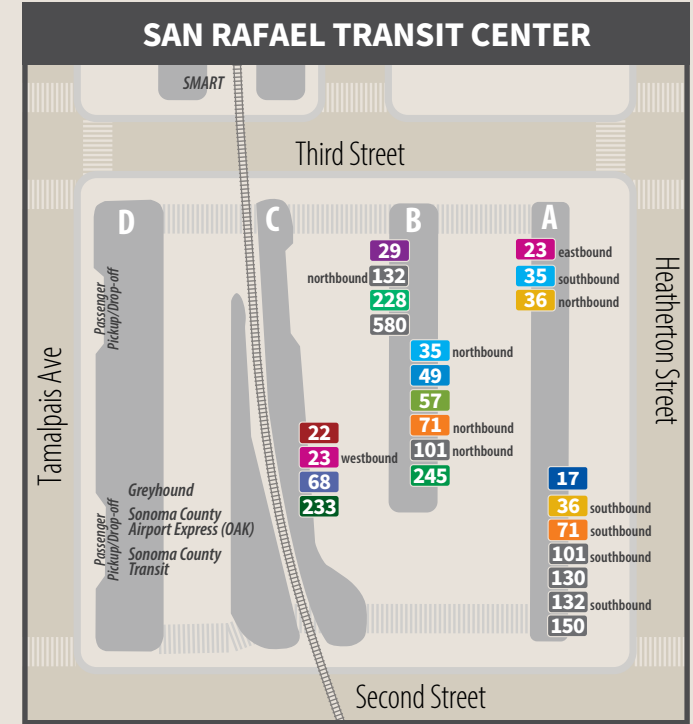 SAN RAFAEL TRANSIT CENTER
SMART
Third Street
D
C
B
A
29
northbound 132
228
580
23 eastbound
35 southbound
36 northbound
Passenger
Pickup/Drop-off
Tamalpais Ave
Heatherton Street
35 northbound
49
57
71 northbound
101 northbound
245
22
23 westbound
68
233
17
36 southbound
71 southbound
101 southbound
130
132 southbound
150
Passenger
Pickup/Drop-off
Greyhound
Sonoma County
Airport Express (OAK)
Sonoma County
Transit
Second Street